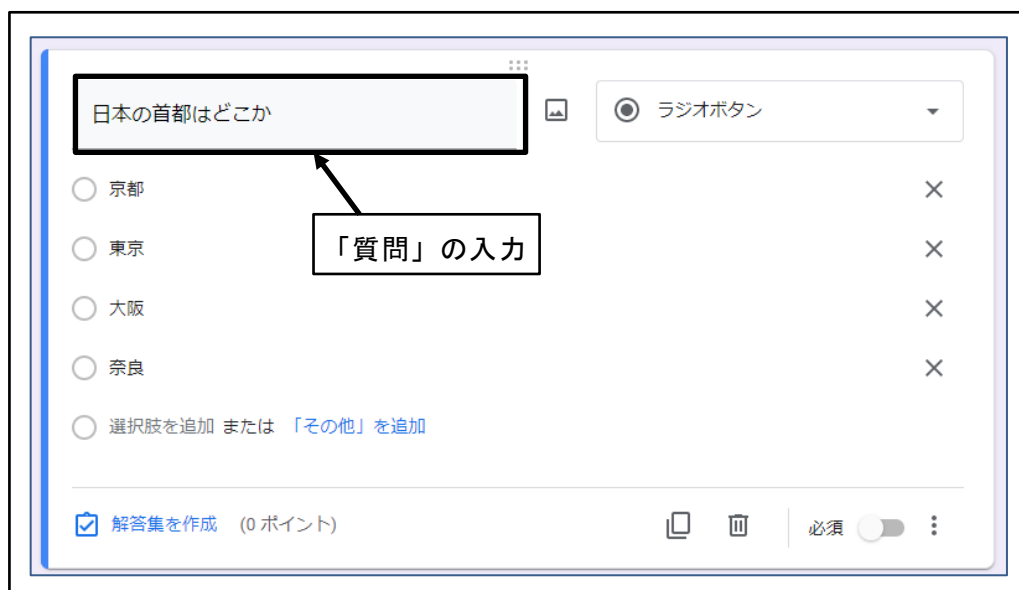 日本の首都はどこか
ラジオボタン
京都
「質問」の入力
東京
大阪
奈良
選択肢を追加 または 「その他」を追加
解答集を作成 (0 ポイント) 必須